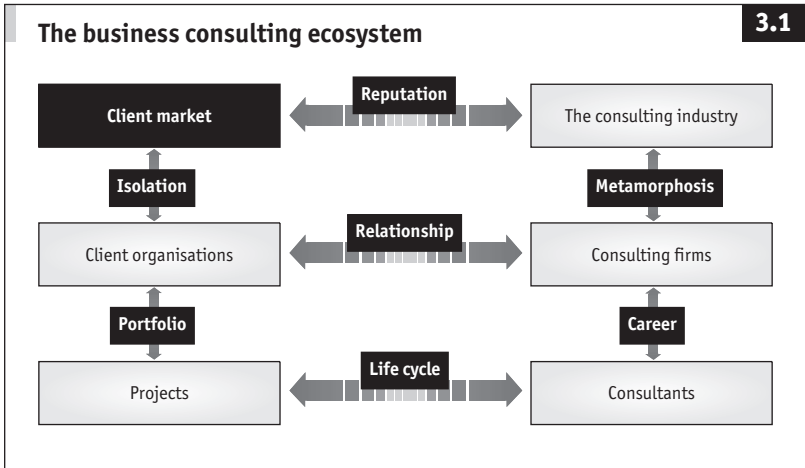 The business consulting ecosystem
3.1
Reputation
Client market
The consulting industry
Isolation
Metamorphosis
Relationship
Client organisations
Consulting firms
Portfolio
Career
Life cycle
Projects
Consultants